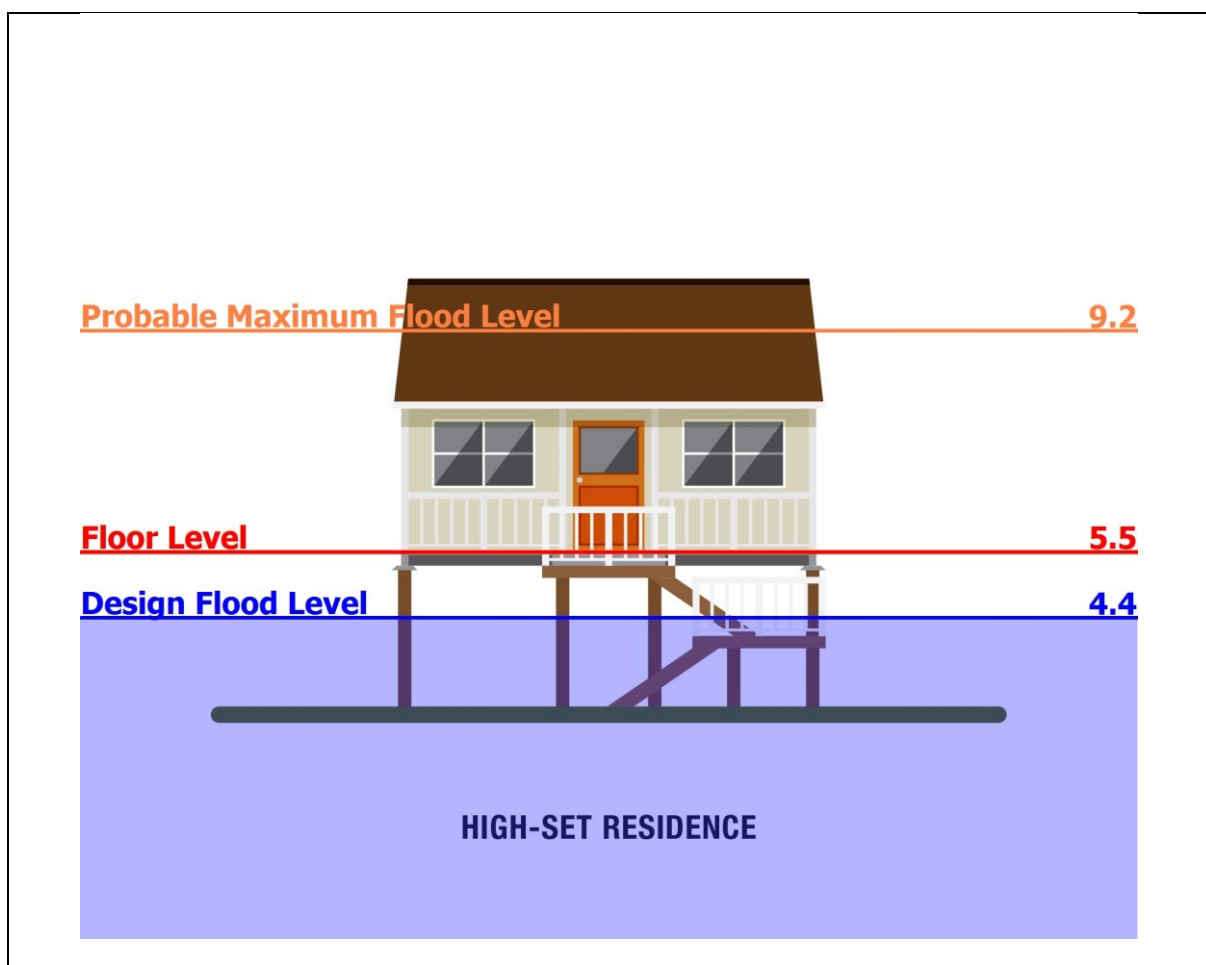 Probable Maximum Flood Level 9.2
Floor Level 5.5
Design Flood Level 4.4
HIGH-SET RESIDENCE